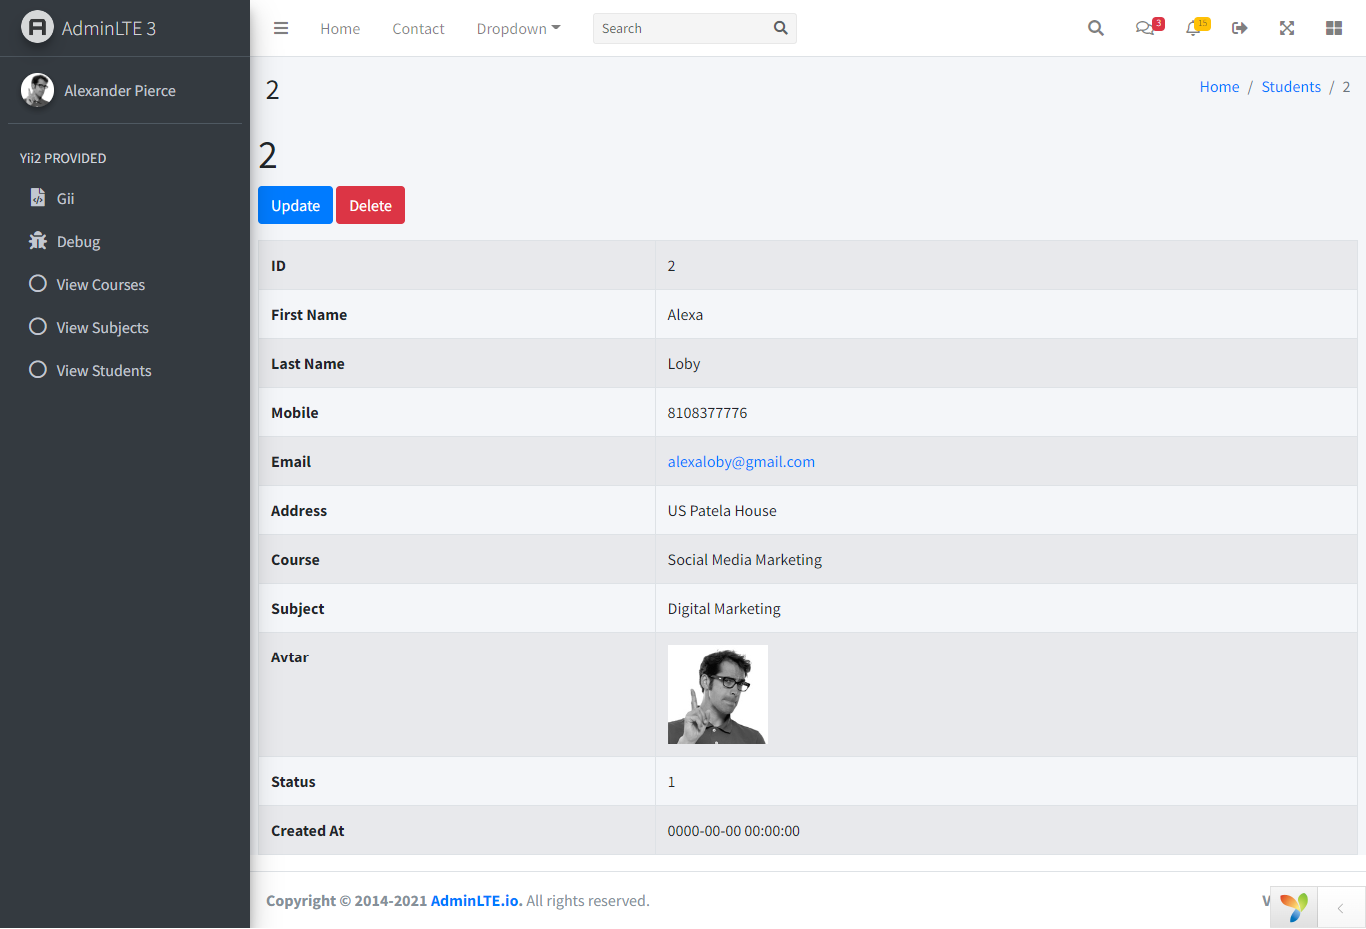 AdminLTE 3
Home Contact Dropdown Search 3 15
Alexander Pierce
Yii2 PROVIDED
Gii
Debug
View Courses
View Subjects
View Students
2
Home / Students / 2
2
Update Delete
ID 2
First Name Alexa
Last Name Loby
Mobile 8108377776
Email alexaloby@gmail.com
Address US Patela House
Course Social Media Marketing
Subject Digital Marketing
Avtar
Status 1
Created At 0000-00-00 00:00:00
Copyright © 2014-2021 AdminLTE.io. All rights reserved.